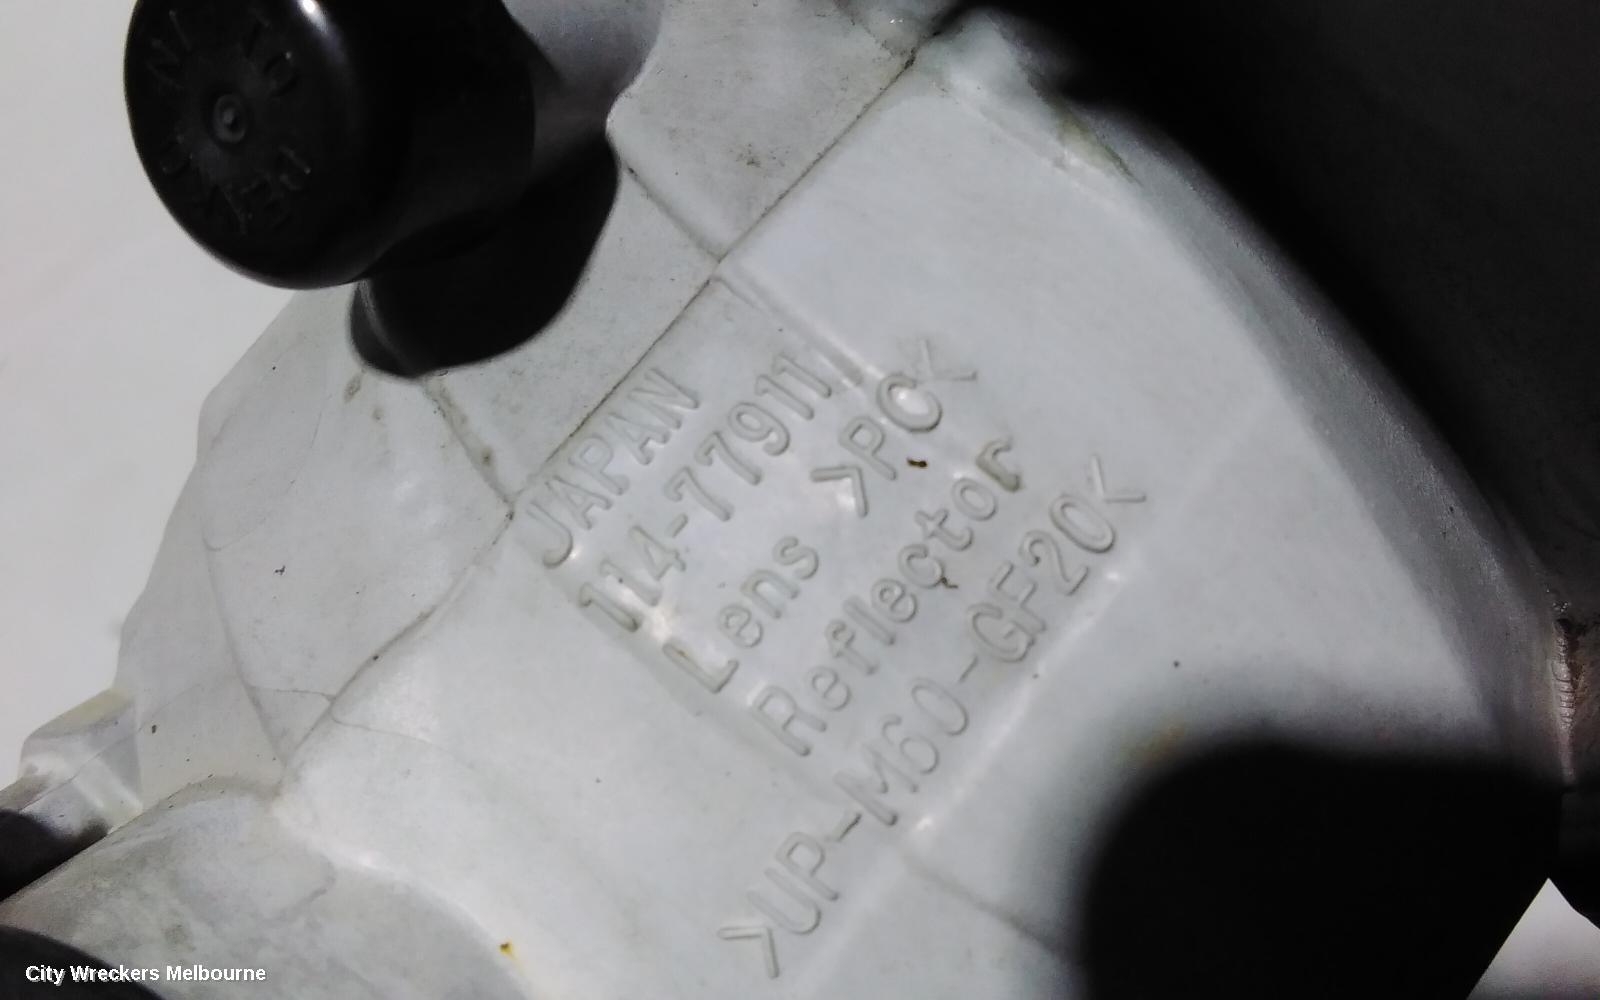 JAPAN
114-77911
Lens >PC<
Reflector
>UP-M60-GF20<
City Wreckers Melbourne